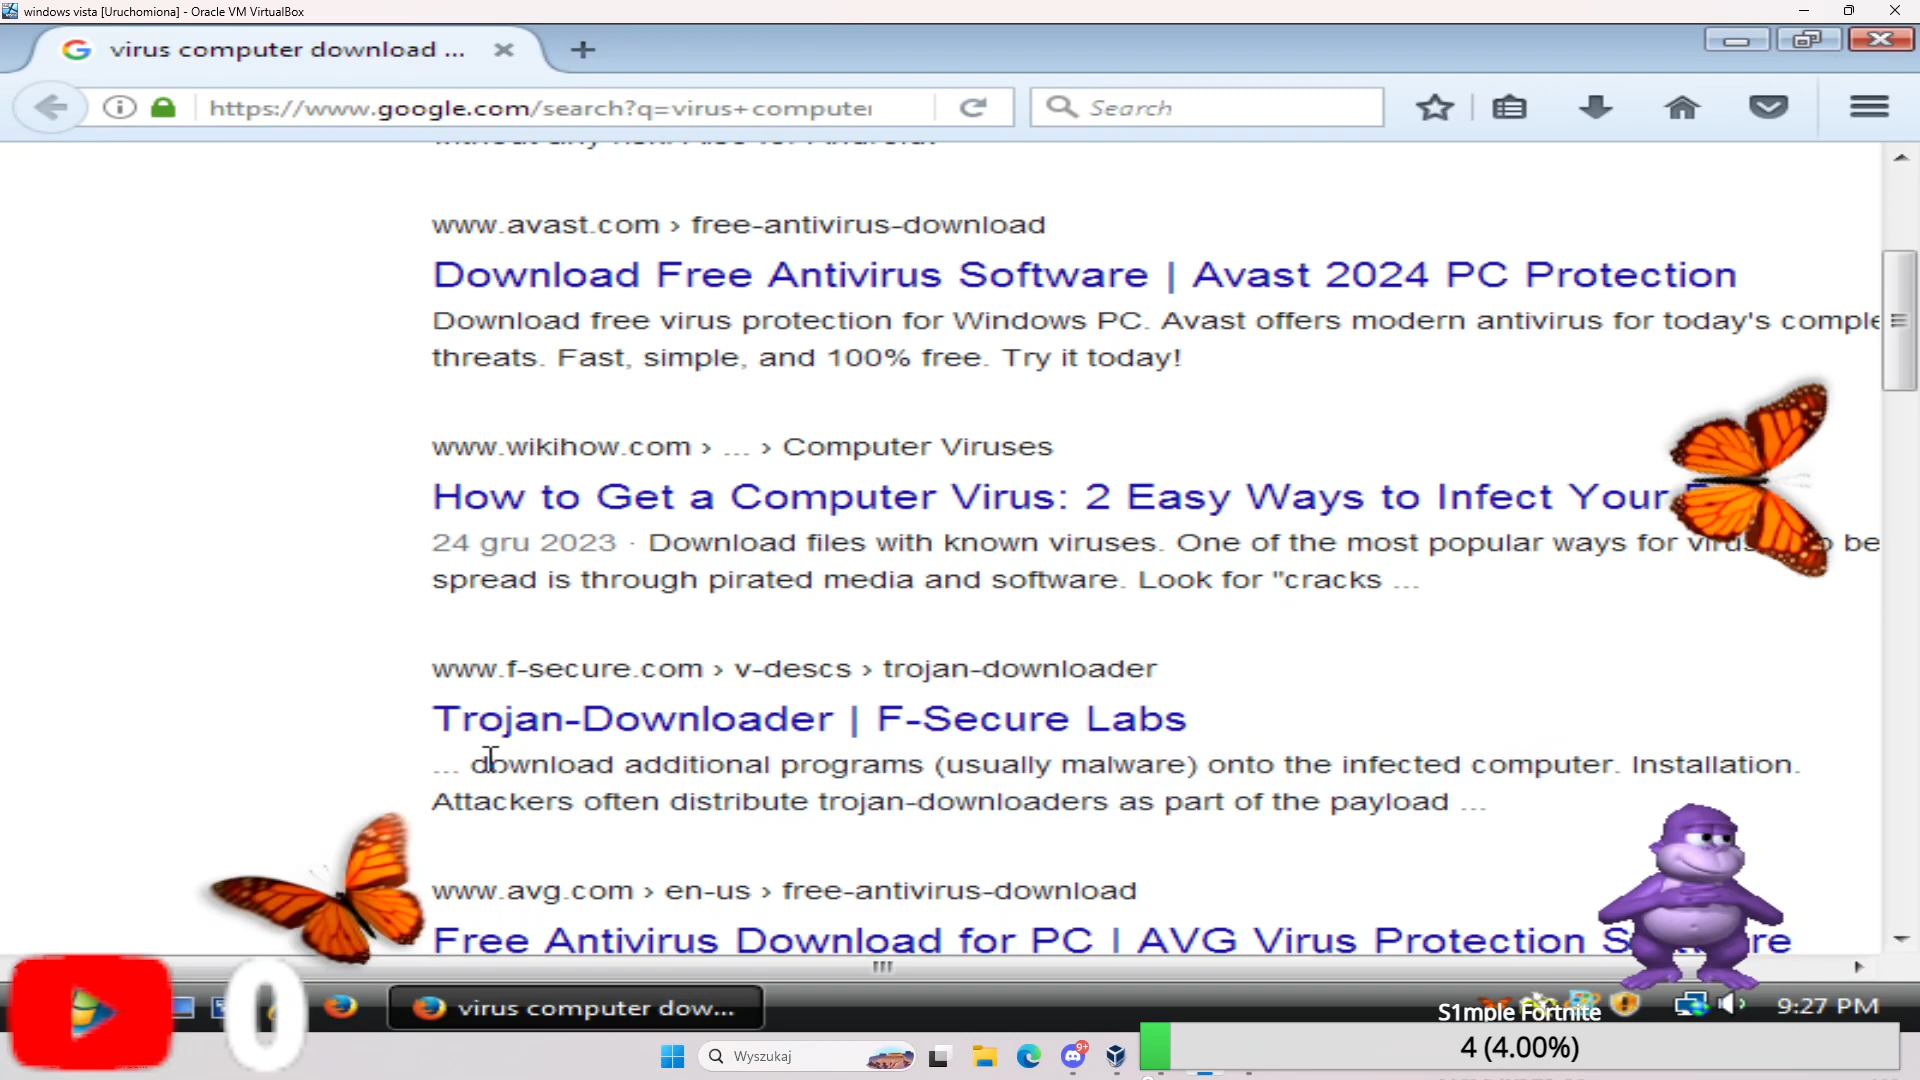 windows vista [Uruchomiona] - Oracle VM VirtualBox
virus computer download ...
https://www.google.com/search?q=virus+computer
Search
www.avast.com › free-antivirus-download
Download Free Antivirus Software | Avast 2024 PC Protection
Download free virus protection for Windows PC. Avast offers modern antivirus for today's
threats. Fast, simple, and 100% free. Try it today!
www.wikihow.com › ... › Computer Viruses
How to Get a Computer Virus: 2 Easy Ways to Infect Your
24 gru 2023 · Download files with known viruses. One of the most popular ways for be
spread is through pirated media and software. Look for "cracks ...
www.f-secure.com › v-descs › trojan-downloader
Trojan-Downloader | F-Secure Labs
... download additional programs (usually malware) onto the infected computer. Installation.
Attackers often distribute trojan-downloaders as part of the payload ...
www.avg.com › en-us › free-antivirus-download
Free Antivirus Download for PC | AVG Virus Protection
0
virus computer dow...
9:27 PM
S1mple Fortnite
4 (4.00%)
Wyszukaj
9+